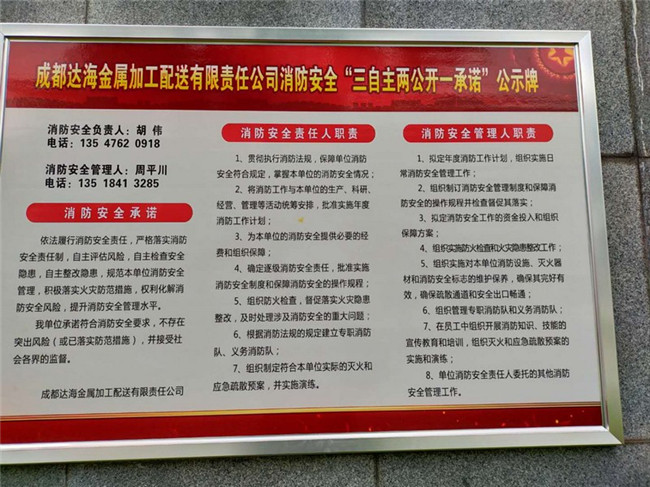 成都达海金属加工配送有限责任公司消防安全“三自主两公开一承诺”公示牌
消防安全负责人：胡 伟
电话：135 4762 0918
消防安全管理人：周平川
电话：135 1841 3285
消防安全承诺
依法履行消防安全责任，严格落实消防
安全责任制，自主评估风险，自主检查安全
隐患，自主整改隐患，规范本单位消防安全
管理，积极落实火灾防范措施，权利化解消
防安全风险，提升消防安全管理水平。
我单位承诺符合消防安全要求，不存在
突出风险（或已落实防范措施），并接受社
会各界的监督。
成都达海金属加工配送有限责任公司
消防安全责任人职责
1、贯彻执行消防法规，保障单位消防
安全符合规定，掌握本单位的消防安全情况；
2、将消防工作与本单位的生产、科研、
经营、管理等活动统筹安排，批准实施年度
消防工作计划；
3、为本单位的消防安全提供必要的经
费和组织保障；
4、确定逐级消防安全责任，批准实施
消防安全制度和保障消防安全的操作规程；
5、组织防火检查，督促落实火灾隐患
整改，及时处理涉及消防安全的重大问题；
6、根据消防法规的规定建立专职消防
队、义务消防队；
7、组织制定符合本单位实际的灭火和
应急疏散预案，并实施演练。
消防安全管理人职责
1、拟定年度消防工作计划，组织实施日
常消防安全管理工作；
2、组织制订消防安全管理制度和保障消
防安全的操作规程并检查督促其落实；
3、拟定消防安全工作的资金投入和组织
保障方案；
4、组织实施防火检查和火灾隐患整改工作；
5、组织实施对本单位消防设施、灭火器
材和消防安全标志的维护保养，确保其完好有
效，确保疏散通道和安全出口畅通；
6、组织管理专职消防队和义务消防队；
7、在员工中组织开展消防知识、技能的
宣传教育和培训，组织灭火和应急疏散预案的
实施和演练；
8、单位消防安全责任人委托的其他消防
安全管理工作。